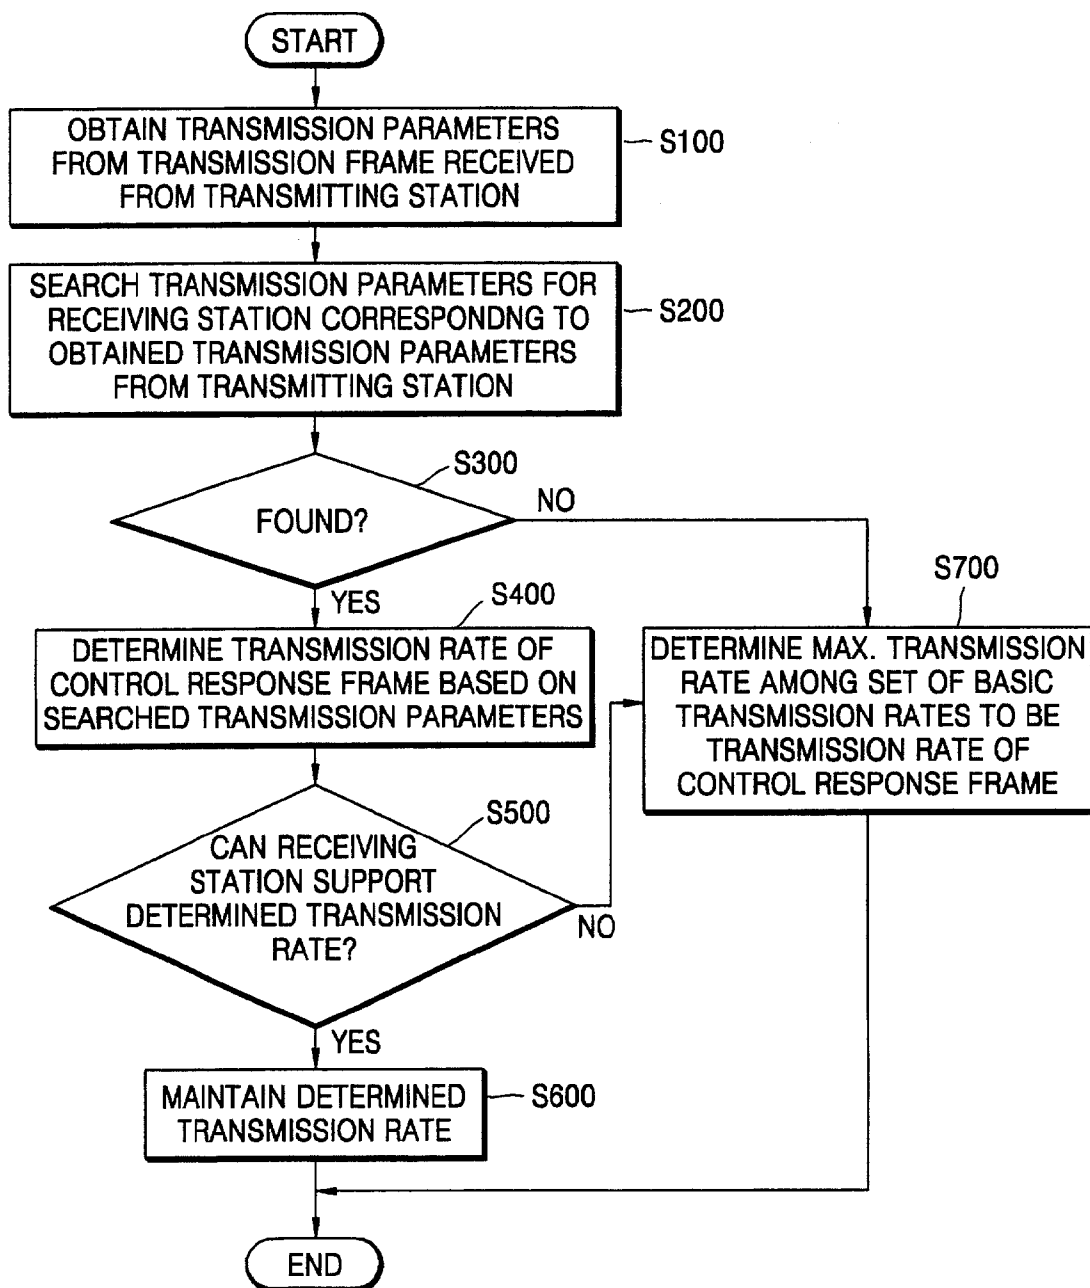 START
OBTAIN TRANSMISSION PARAMETERS
FROM TRANSMISSION FRAME RECEIVED
FROM TRANSMITTING STATION
S100
SEARCH TRANSMISSION PARAMETERS FOR
RECEIVING STATION CORRESPONDNG TO
OBTAINED TRANSMISSION PARAMETERS
FROM TRANSMITTING STATION
S200
S300
FOUND?
NO
YES
S400
DETERMINE TRANSMISSION RATE OF
CONTROL RESPONSE FRAME BASED ON
SEARCHED TRANSMISSION PARAMETERS
S700
DETERMINE MAX. TRANSMISSION
RATE AMONG SET OF BASIC
TRANSMISSION RATES TO BE
TRANSMISSION RATE OF
CONTROL RESPONSE FRAME
S500
CAN RECEIVING
STATION SUPPORT
DETERMINED TRANSMISSION
RATE?
NO
YES
MAINTAIN DETERMINED
TRANSMISSION RATE
S600
END